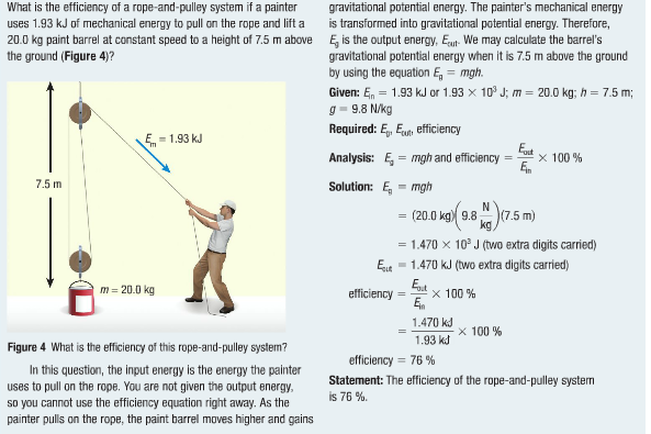 What is the efficiency of a rope-and-pulley system if a painter
uses 1.93 kJ of mechanical energy to pull on the rope and lift a
20.0 kg paint barrel at constant speed to a height of 7.5 m above
the ground (Figure 4)?
E_m = 1.93 kJ
7.5 m
m = 20.0 kg
Figure 4 What is the efficiency of this rope-and-pulley system?
In this question, the input energy is the energy the painter
uses to pull on the rope. You are not given the output energy,
so you cannot use the efficiency equation right away. As the
painter pulls on the rope, the paint barrel moves higher and gains
gravitational potential energy. The painter's mechanical energy
is transformed into gravitational potential energy. Therefore,
E_g is the output energy, E_out. We may calculate the barrel's
gravitational potential energy when it is 7.5 m above the ground
by using the equation E_g = mgh.
Given: E_in = 1.93 kJ or 1.93 × 10³ J; m = 20.0 kg; h = 7.5 m;
g = 9.8 N/kg
Required: E_g, E_out, efficiency
Analysis: E_g = mgh and efficiency = E_out/E_in × 100 %
Solution: E_g = mgh
= (20.0 kg)(9.8 N/kg)(7.5 m)
= 1.470 × 10³ J (two extra digits carried)
E_out = 1.470 kJ (two extra digits carried)
efficiency = E_out/E_in × 100 %
= 1.470 kJ/1.93 kJ × 100 %
efficiency = 76 %
Statement: The efficiency of the rope-and-pulley system
is 76 %.